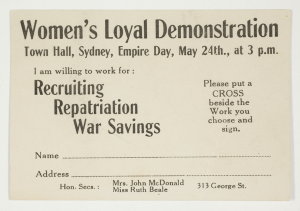 Women's Loyal Demonstration
Town Hall, Sydney, Empire Day, May 24th., at 3 p.m.
I am willing to work for :
Recruiting
Repatriation
War Savings
Please put a
CROSS
beside the
Work you
choose and
sign.
Name
Address
Hon. Secs. : Mrs. John McDonald
Miss Ruth Beale
313 George St.